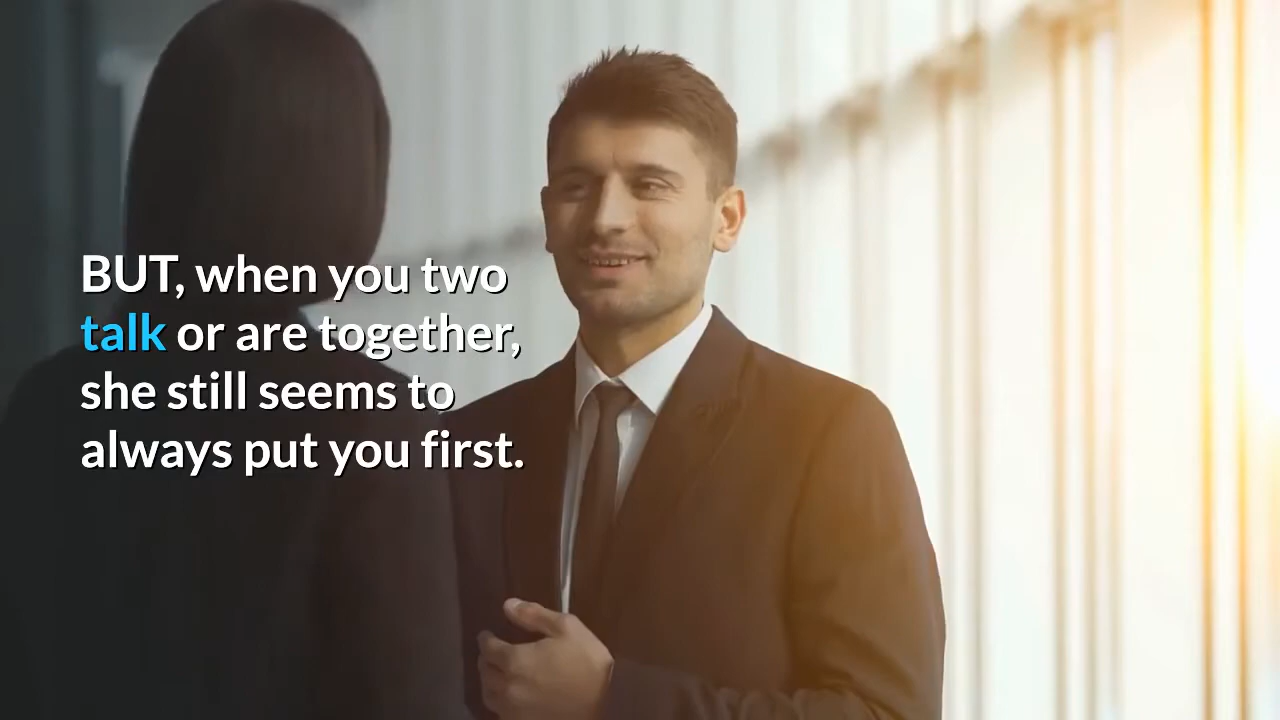 BUT, when you two
talk or are together,
she still seems to
always put you first.